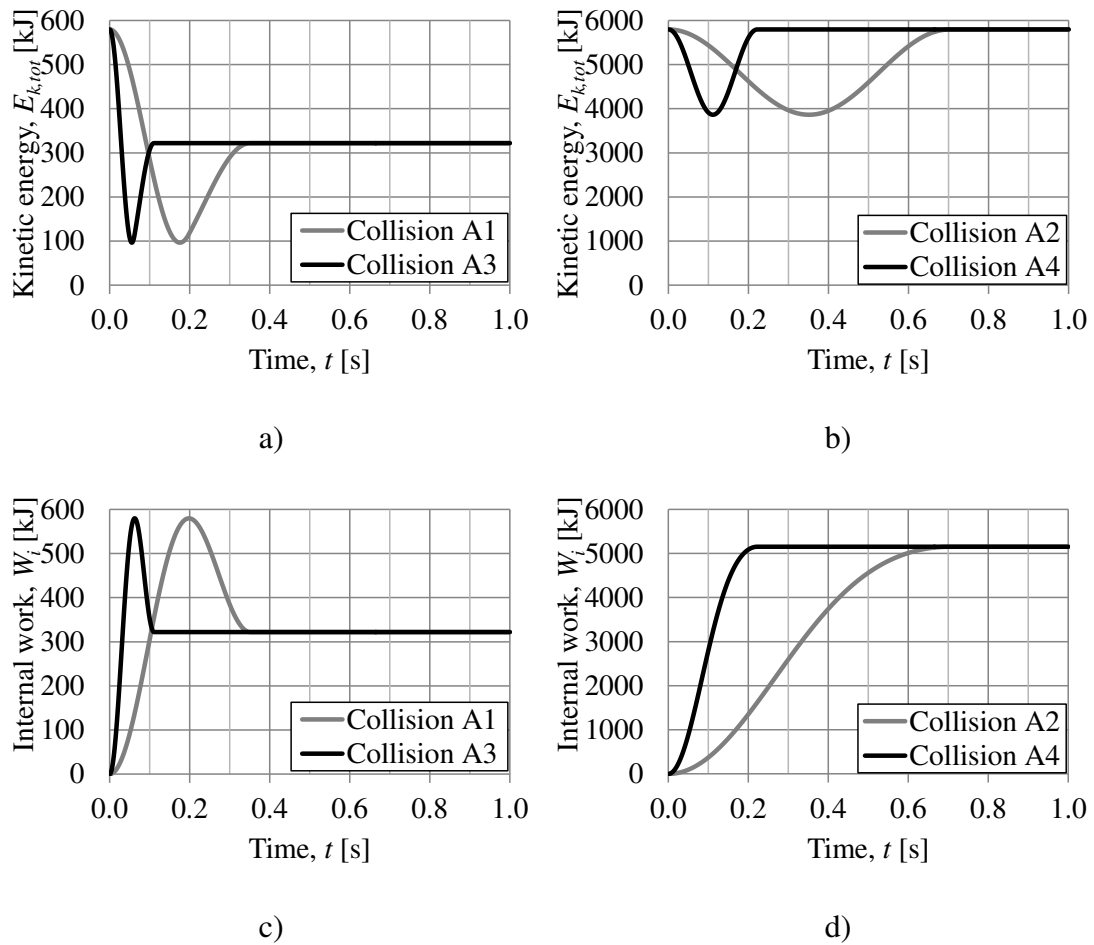 Kinetic energy, E_{k,tot} [kJ]
600
500
400
300
200
100
0
Collision A1
Collision A3
0.0 0.2 0.4 0.6 0.8 1.0
Time, t [s]
a)
Kinetic energy, E_{k,tot} [kJ]
6000
5000
4000
3000
2000
1000
0
Collision A2
Collision A4
0.0 0.2 0.4 0.6 0.8 1.0
Time, t [s]
b)
Internal work, W_i [kJ]
600
500
400
300
200
100
0
Collision A1
Collision A3
0.0 0.2 0.4 0.6 0.8 1.0
Time, t [s]
c)
Internal work, W_i [kJ]
6000
5000
4000
3000
2000
1000
0
Collision A2
Collision A4
0.0 0.2 0.4 0.6 0.8 1.0
Time, t [s]
d)